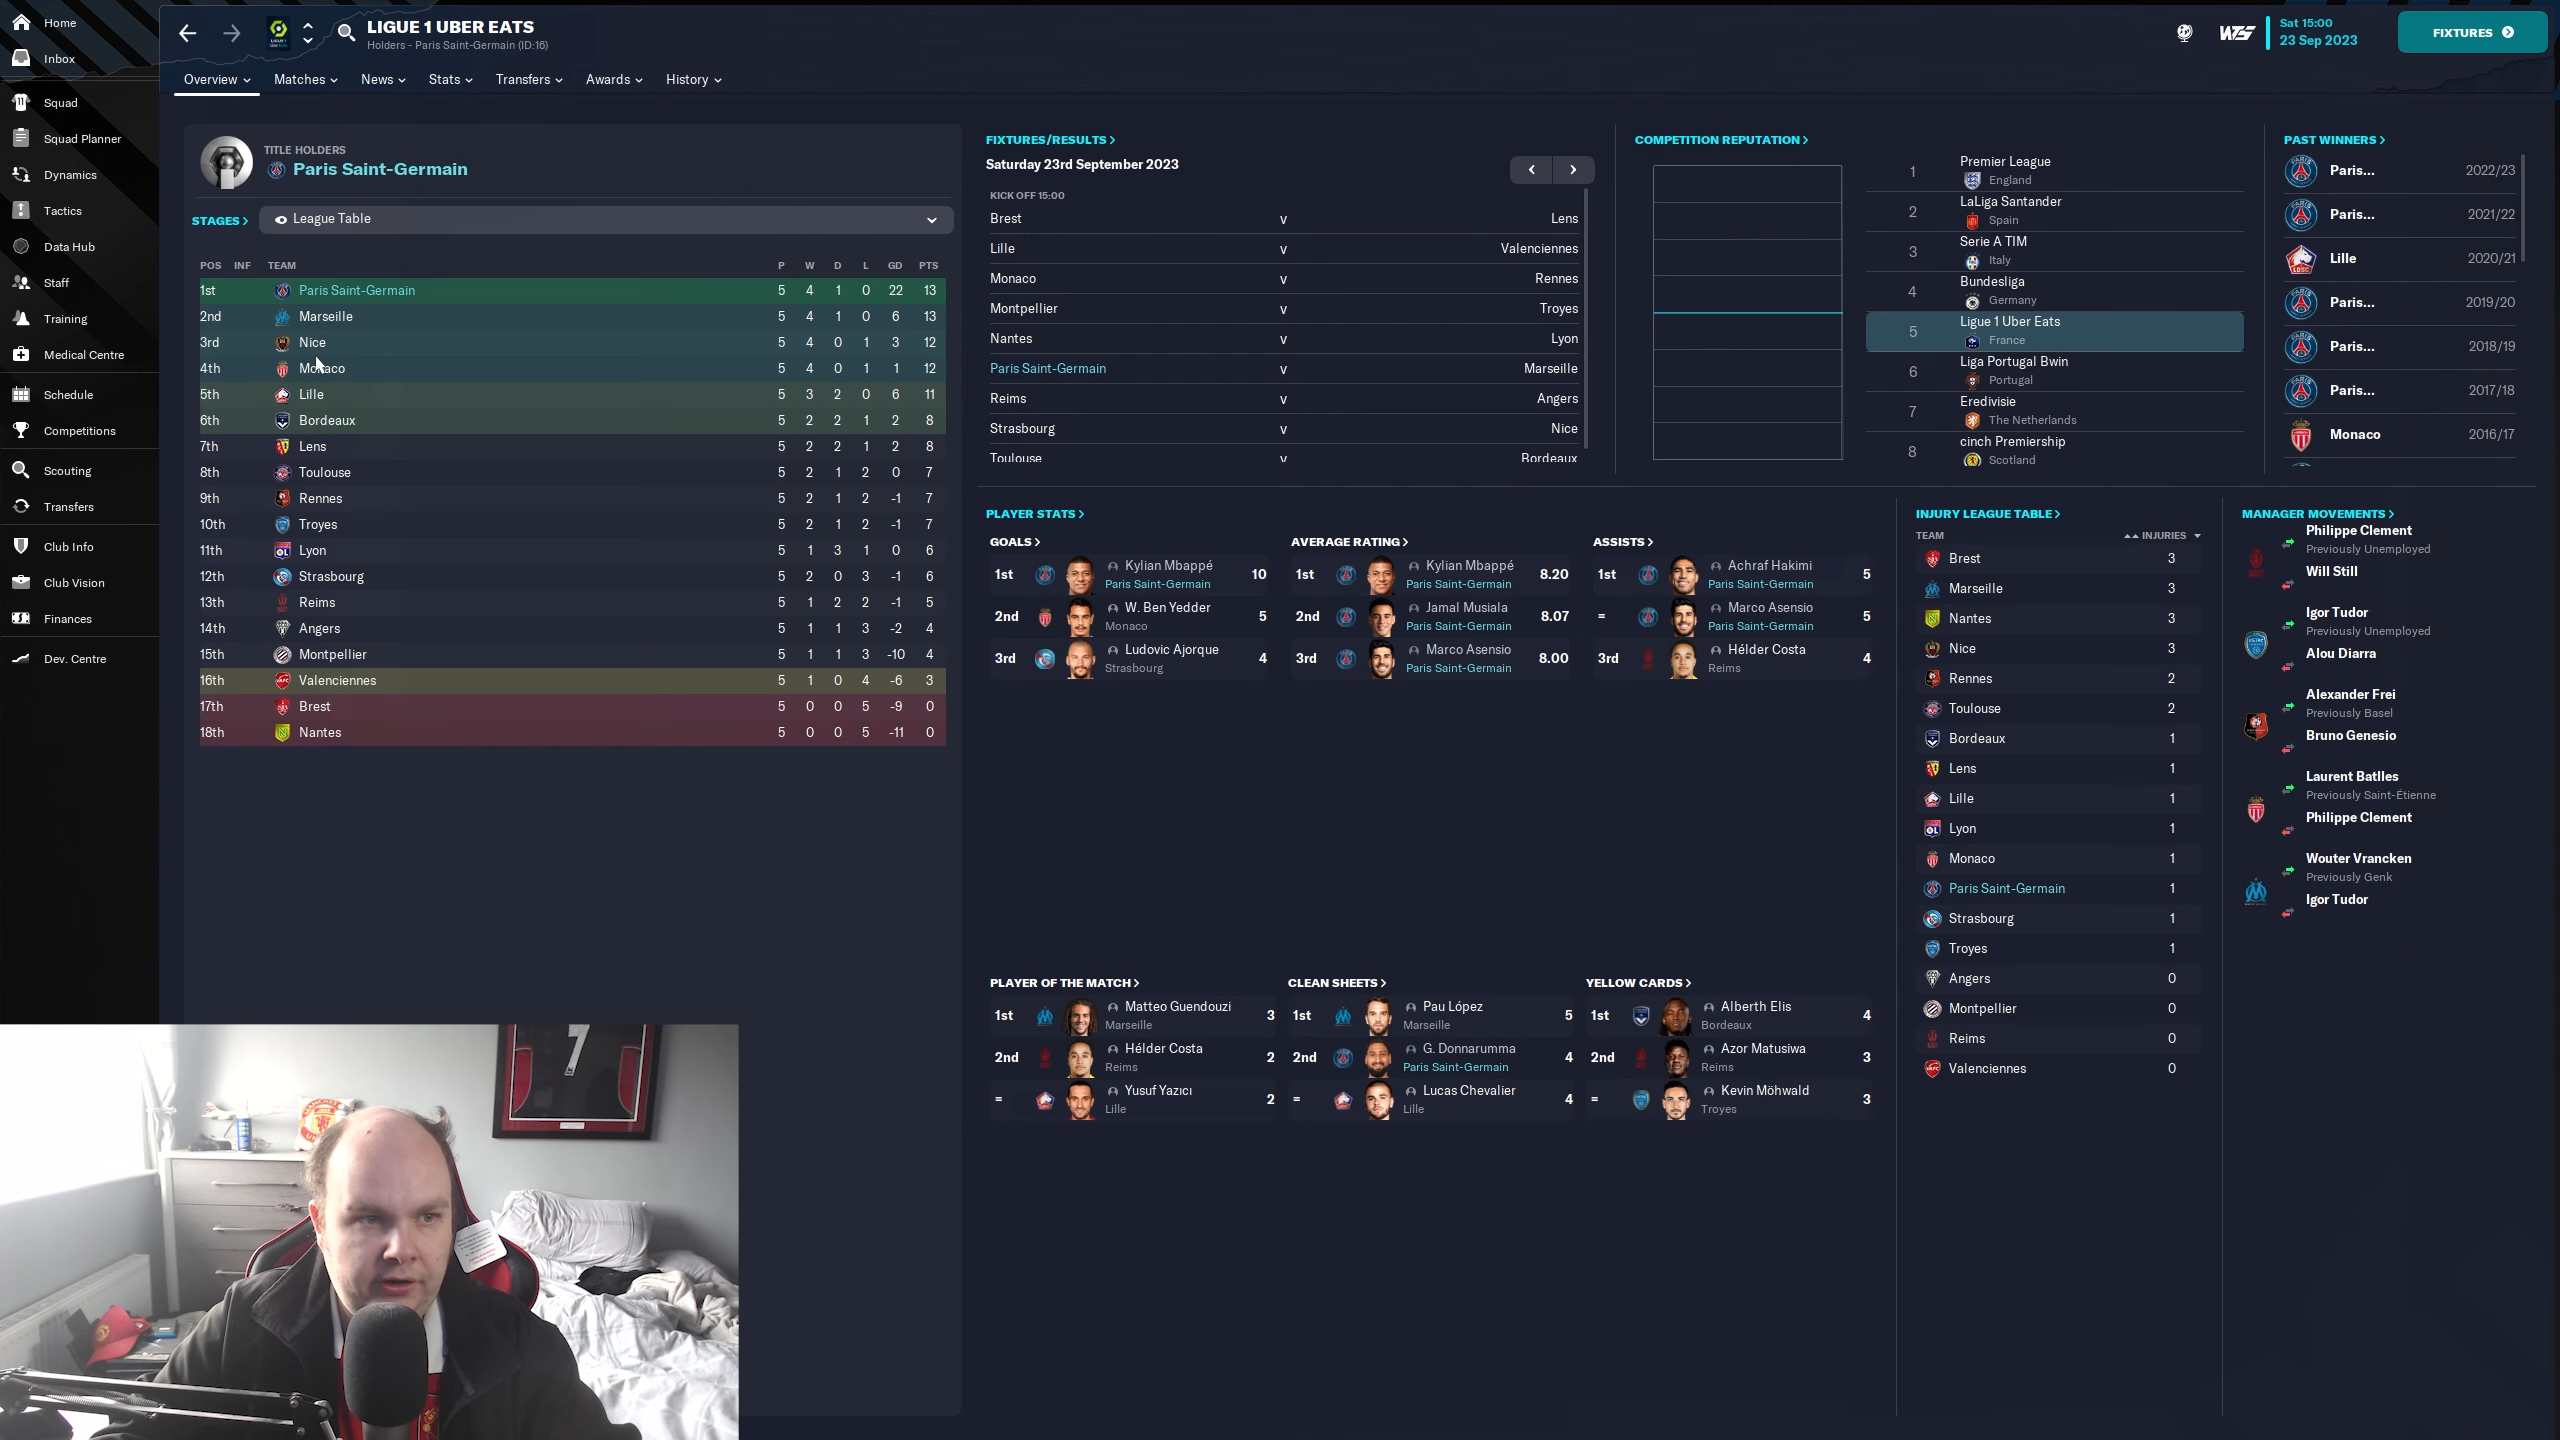 Home
Inbox
Squad
Squad Planner
Dynamics
Tactics
Data Hub
Staff
Training
Medical Centre
Schedule
Competitions
Scouting
Transfers
Club Info
Club Vision
Finances
Dev. Centre
LIGUE 1 UBER EATS
Holders - Paris Saint-Germain (ID:16)
Sat 15:00
23 Sep 2023
FIXTURES
Overview Matches News Stats Transfers Awards History
TITLE HOLDERS
Paris Saint-Germain
STAGES League Table
POS INF TEAM P W D L GD PTS
1st Paris Saint-Germain 5 4 1 0 22 13
2nd Marseille 5 4 1 0 6 13
3rd Nice 5 4 0 1 3 12
4th Monaco 5 4 0 1 1 12
5th Lille 5 3 2 0 6 11
6th Bordeaux 5 2 2 1 2 8
7th Lens 5 2 2 1 2 8
8th Toulouse 5 2 1 2 0 7
9th Rennes 5 2 1 2 -1 7
10th Troyes 5 2 1 2 -1 7
11th Lyon 5 1 3 1 0 6
12th Strasbourg 5 2 0 3 -1 6
13th Reims 5 1 2 2 -1 5
14th Angers 5 1 1 3 -2 4
15th Montpellier 5 1 1 3 -10 4
16th Valenciennes 5 1 0 4 -6 3
17th Brest 5 0 0 5 -9 0
18th Nantes 5 0 0 5 -11 0
FIXTURES/RESULTS
Saturday 23rd September 2023
KICK OFF 15:00
Brest v Lens
Lille v Valenciennes
Monaco v Rennes
Montpellier v Troyes
Nantes v Lyon
Paris Saint-Germain v Marseille
Reims v Angers
Strasbourg v Nice
Toulouse v Bordeaux
COMPETITION REPUTATION
1 Premier League
England
2 LaLiga Santander
Spain
3 Serie A TIM
Italy
4 Bundesliga
Germany
5 Ligue 1 Uber Eats
France
6 Liga Portugal Bwin
Portugal
7 Eredivisie
The Netherlands
8 cinch Premiership
Scotland
PAST WINNERS
Paris... 2022/23
Paris... 2021/22
Lille 2020/21
Paris... 2019/20
Paris... 2018/19
Paris... 2017/18
Monaco 2016/17
PLAYER STATS
GOALS
1st Kylian Mbappé 10
Paris Saint-Germain
2nd W. Ben Yedder 5
Monaco
3rd Ludovic Ajorque 4
Strasbourg
AVERAGE RATING
1st Kylian Mbappé 8.20
Paris Saint-Germain
2nd Jamal Musiala 8.07
Paris Saint-Germain
3rd Marco Asensio 8.00
Paris Saint-Germain
ASSISTS
1st Achraf Hakimi 5
Paris Saint-Germain
= Marco Asensio 5
Paris Saint-Germain
3rd Hélder Costa 4
Reims
PLAYER OF THE MATCH
1st Matteo Guendouzi 3
Marseille
2nd Hélder Costa 2
Reims
= Yusuf Yazıcı 2
Lille
CLEAN SHEETS
1st Pau López 5
Marseille
2nd G. Donnarumma 4
Paris Saint-Germain
= Lucas Chevalier 4
Lille
YELLOW CARDS
1st Alberth Elis 4
Bordeaux
2nd Azor Matusiwa 3
Reims
= Kevin Möhwald 3
Troyes
INJURY LEAGUE TABLE
TEAM INJURIES
Brest 3
Marseille 3
Nantes 3
Nice 3
Rennes 2
Toulouse 2
Bordeaux 1
Lens 1
Lille 1
Lyon 1
Monaco 1
Paris Saint-Germain 1
Strasbourg 1
Troyes 1
Angers 0
Montpellier 0
Reims 0
Valenciennes 0
MANAGER MOVEMENTS
Philippe Clement
Previously Unemployed
Will Still
Igor Tudor
Previously Unemployed
Alou Diarra
Alexander Frei
Previously Basel
Bruno Genesio
Laurent Batlles
Previously Saint-Étienne
Philippe Clement
Wouter Vrancken
Previously Genk
Igor Tudor
7